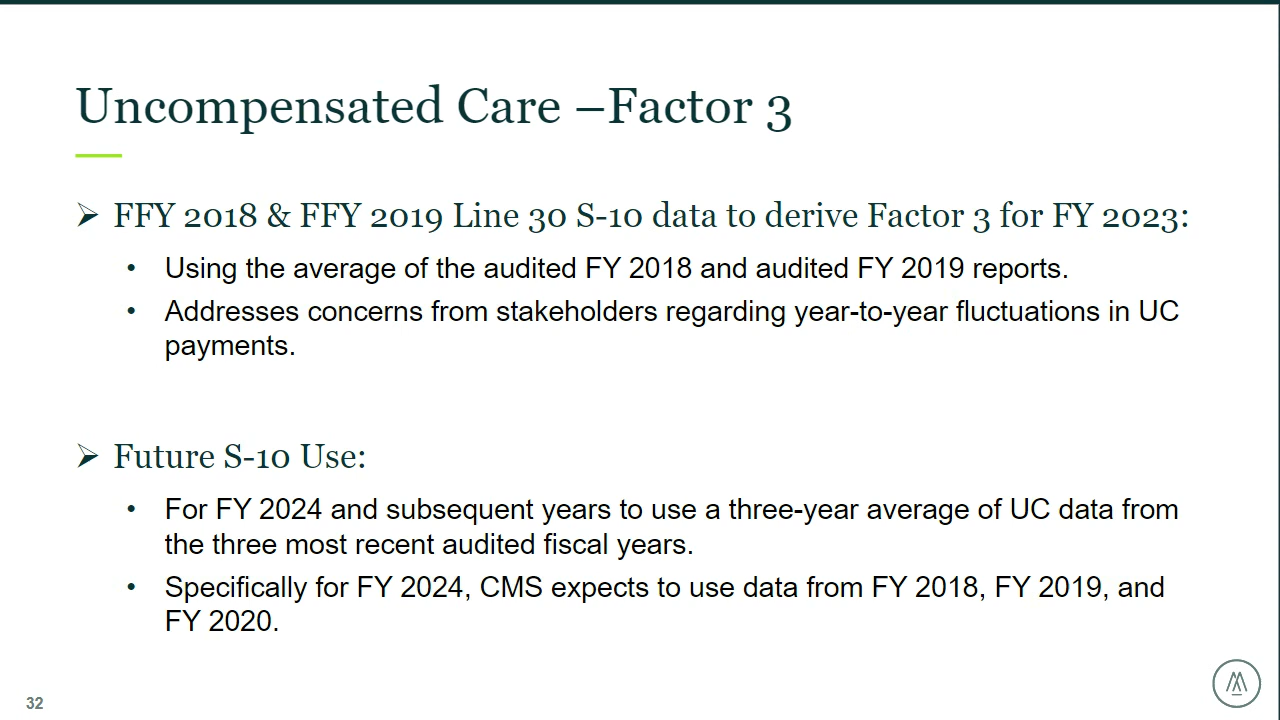 Uncompensated Care –Factor 3
➢ FFY 2018 & FFY 2019 Line 30 S-10 data to derive Factor 3 for FY 2023:
• Using the average of the audited FY 2018 and audited FY 2019 reports.
• Addresses concerns from stakeholders regarding year-to-year fluctuations in UC
payments.
➢ Future S-10 Use:
• For FY 2024 and subsequent years to use a three-year average of UC data from
the three most recent audited fiscal years.
• Specifically for FY 2024, CMS expects to use data from FY 2018, FY 2019, and
FY 2020.
32